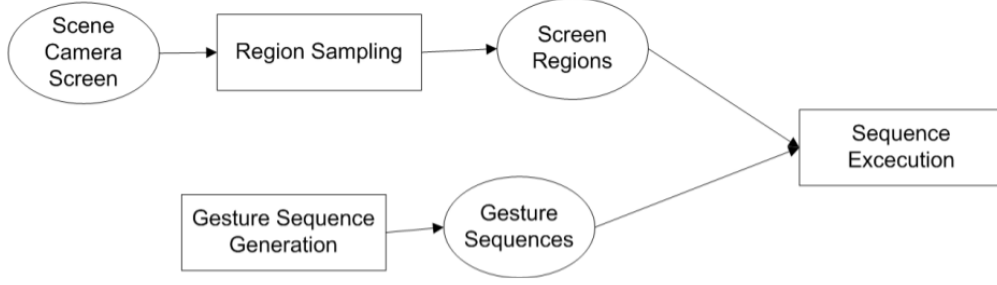 Scene
Camera
Screen
Region Sampling
Screen
Regions
Sequence
Excecution
Gesture Sequence
Generation
Gesture
Sequences